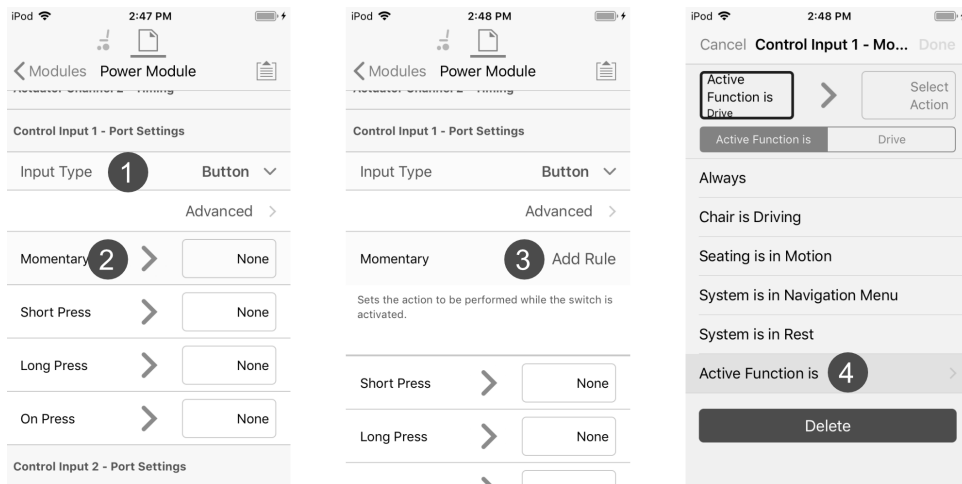 iPod 2:47 PM
Modules Power Module
Control Input 1 - Port Settings
Input Type 1 Button
Advanced
Momentary 2 None
Short Press None
Long Press None
On Press None
Control Input 2 - Port Settings
iPod 2:48 PM
Modules Power Module
Control Input 1 - Port Settings
Input Type Button
Advanced
Momentary 3 Add Rule
Sets the action to be performed while the switch is
activated.
Short Press None
Long Press None
iPod 2:48 PM
Cancel Control Input 1 - Mo... Done
Active
Function is
Drive
Select
Action
Active Function is Drive
Always
Chair is Driving
Seating is in Motion
System is in Navigation Menu
System is in Rest
Active Function is 4
Delete